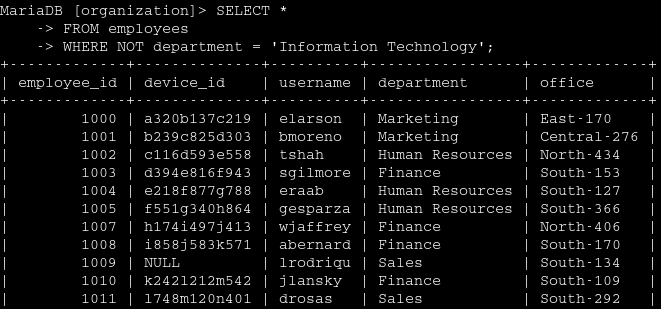 MariaDB [organization]> SELECT *
    -> FROM employees
    -> WHERE NOT department = 'Information Technology';
+-------------+--------------+----------+-----------------+-------------+
| employee_id | device_id    | username | department      | office      |
+-------------+--------------+----------+-----------------+-------------+
|        1000 | a320b137c219 | elarson  | Marketing       | East-170    |
|        1001 | b239c825d303 | bmoreno  | Marketing       | Central-276 |
|        1002 | c116d593e558 | tshah    | Human Resources | North-434   |
|        1003 | d394e816f943 | sgilmore | Finance         | South-153   |
|        1004 | e218f877g788 | eraab    | Human Resources | South-127   |
|        1005 | f551g340h864 | gesparza | Human Resources | South-366   |
|        1007 | h174i497j413 | wjaffrey | Finance         | North-406   |
|        1008 | i858j583k571 | abernard | Finance         | South-170   |
|        1009 | NULL         | lrodriqu | Sales           | South-134   |
|        1010 | k242l212m542 | jlansky  | Finance         | South-109   |
|        1011 | l748m120n401 | drosas   | Sales           | South-292   |